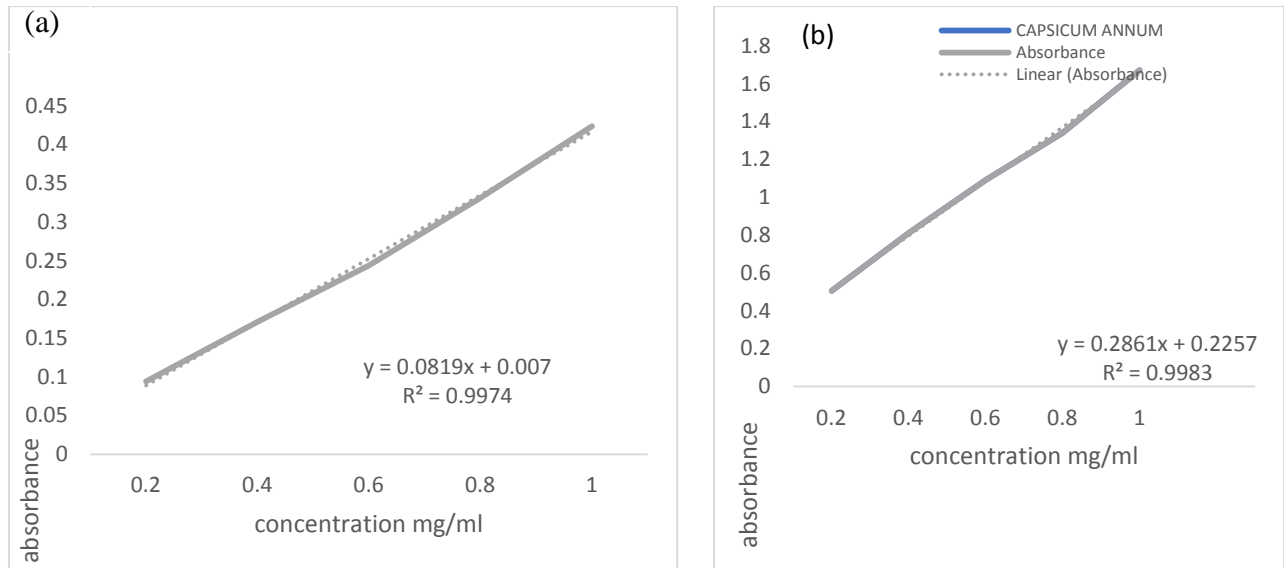 (a)
0.45
0.4
0.35
0.3
0.25
0.2
0.15
0.1
0.05
0
absorbance
y = 0.0819x + 0.007
R² = 0.9974
0.2 0.4 0.6 0.8 1
concentration mg/ml
(b)
CAPSICUM ANNUM
Absorbance
Linear (Absorbance)
1.8
1.6
1.4
1.2
1
0.8
0.6
0.4
0.2
0
absorbance
y = 0.2861x + 0.2257
R² = 0.9983
0.2 0.4 0.6 0.8 1
concentration mg/ml